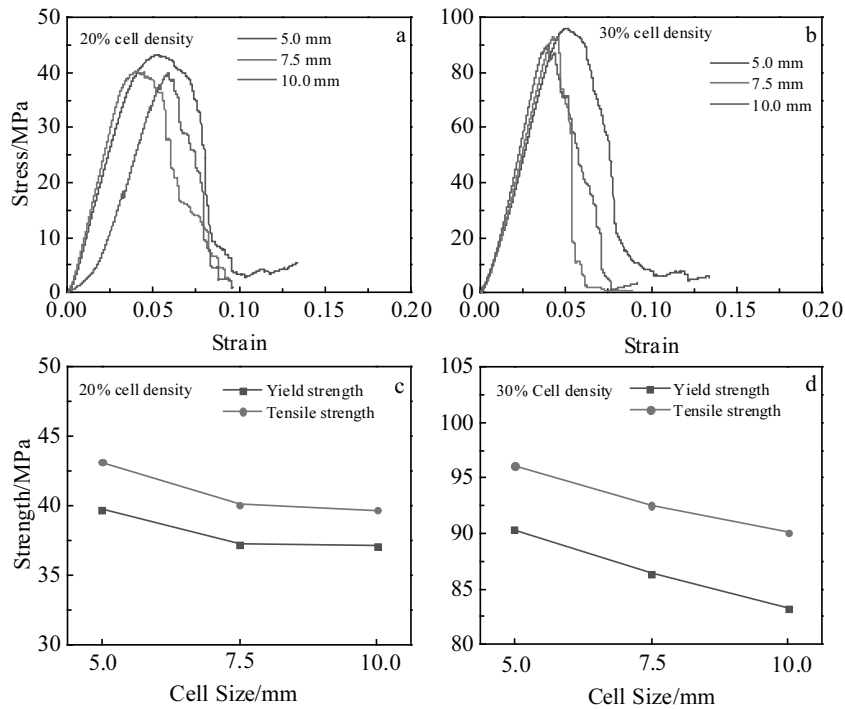 20% cell density
a
5.0 mm
7.5 mm
10.0 mm
50
40
30
20
10
0
Stress/MPa
0.00 0.05 0.10 0.15 0.20
Strain
30% cell density
b
5.0 mm
7.5 mm
10.0 mm
100
80
60
40
20
0
0.00 0.05 0.10 0.15 0.20
Strain
20% cell density
c
Yield strength
Tensile strength
50
45
40
35
30
Strength/MPa
5.0 7.5 10.0
Cell Size/mm
30% Cell density
d
Yield strength
Tensile strength
105
100
95
90
85
80
5.0 7.5 10.0
Cell Size/mm